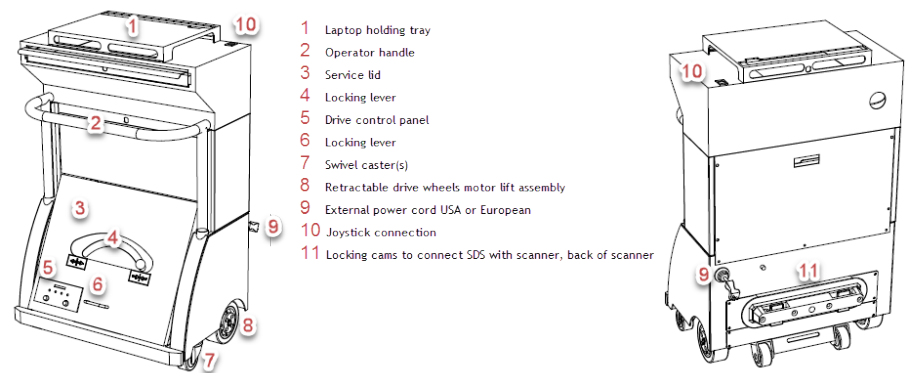 1 10
1 Laptop holding tray
2 Operator handle
3 Service lid
4 Locking lever
5 Drive control panel
6 Locking lever
7 Swivel caster(s)
8 Retractable drive wheels motor lift assembly
9 External power cord USA or European
10 Joystick connection
11 Locking cams to connect SDS with scanner, back of scanner
2
3
4
5
6
7
8
9
10
9
11